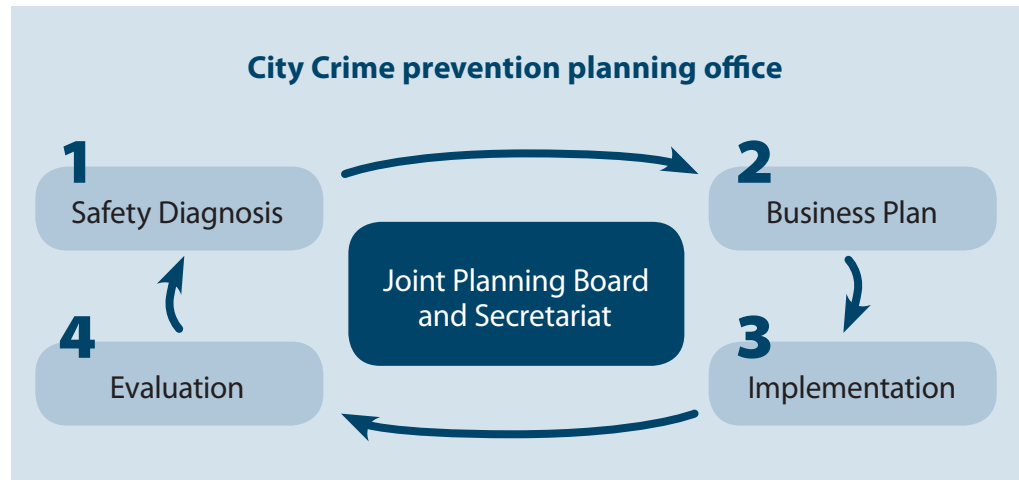 City Crime prevention planning office
1
Safety Diagnosis
2
Business Plan
Joint Planning Board
and Secretariat
4
Evaluation
3
Implementation